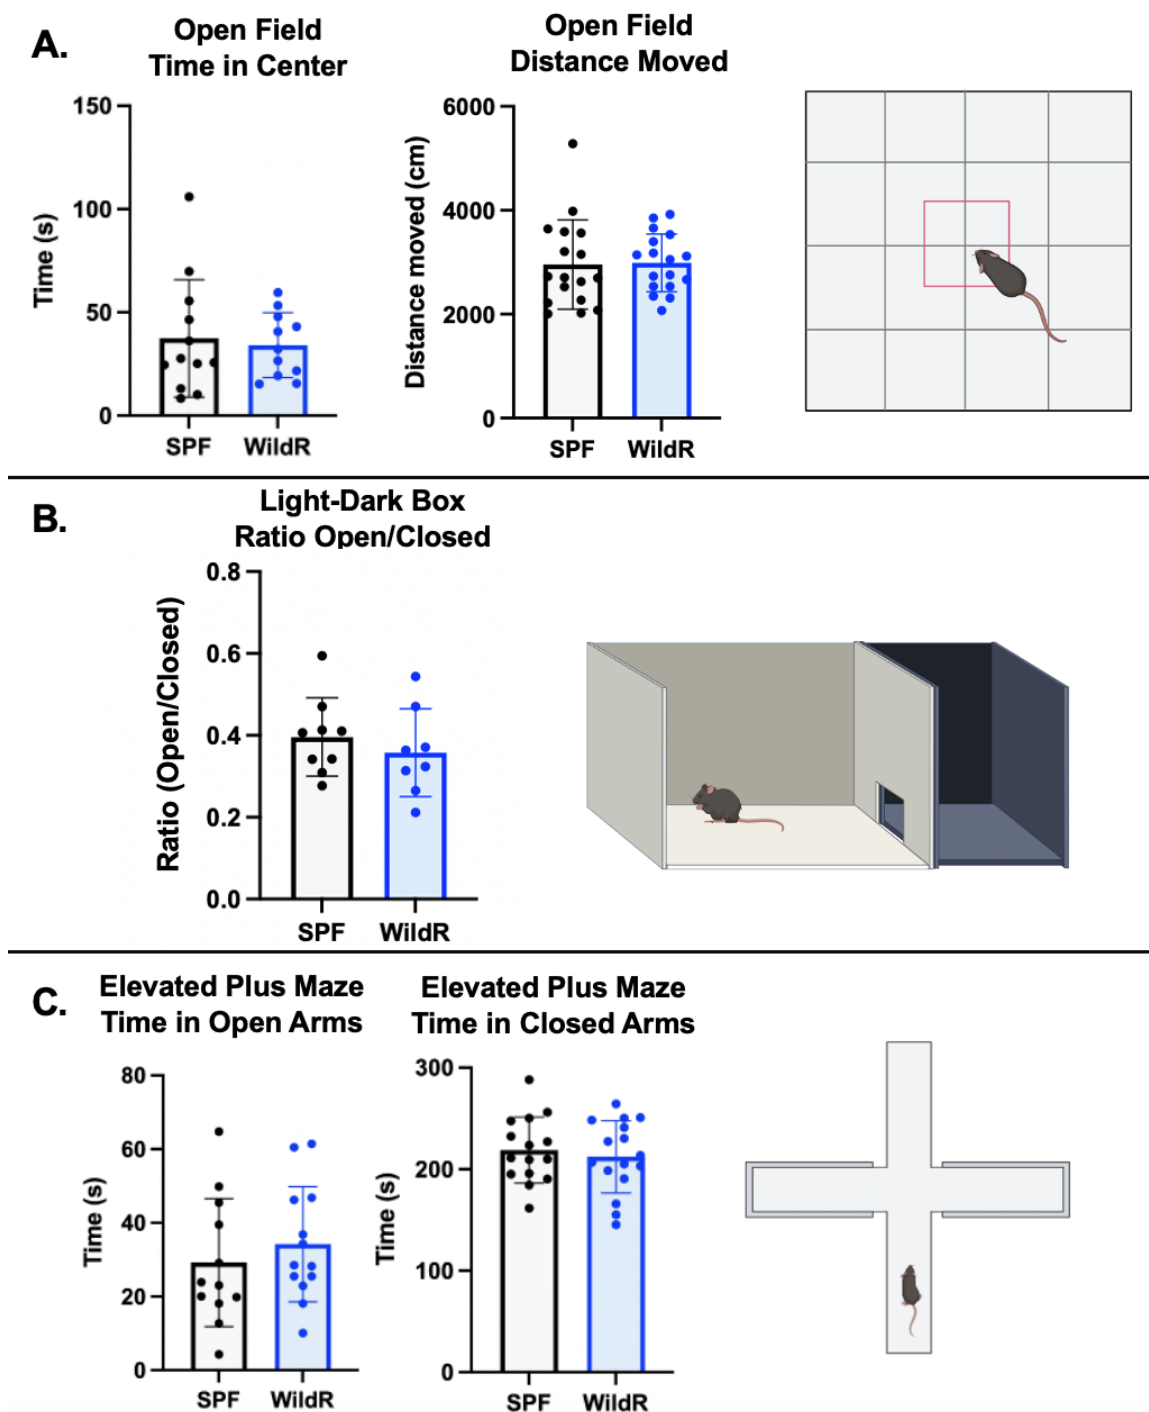 A.
Open Field
Time in Center
150
100
50
0
Time (s)
SPF WildR
Open Field
Distance Moved
6000
4000
2000
0
Distance moved (cm)
SPF WildR
B.
Light-Dark Box
Ratio Open/Closed
0.8
0.6
0.4
0.2
0.0
Ratio (Open/Closed)
SPF WildR
C.
Elevated Plus Maze
Time in Open Arms
80
60
40
20
0
Time (s)
SPF WildR
Elevated Plus Maze
Time in Closed Arms
300
200
100
0
Time (s)
SPF WildR